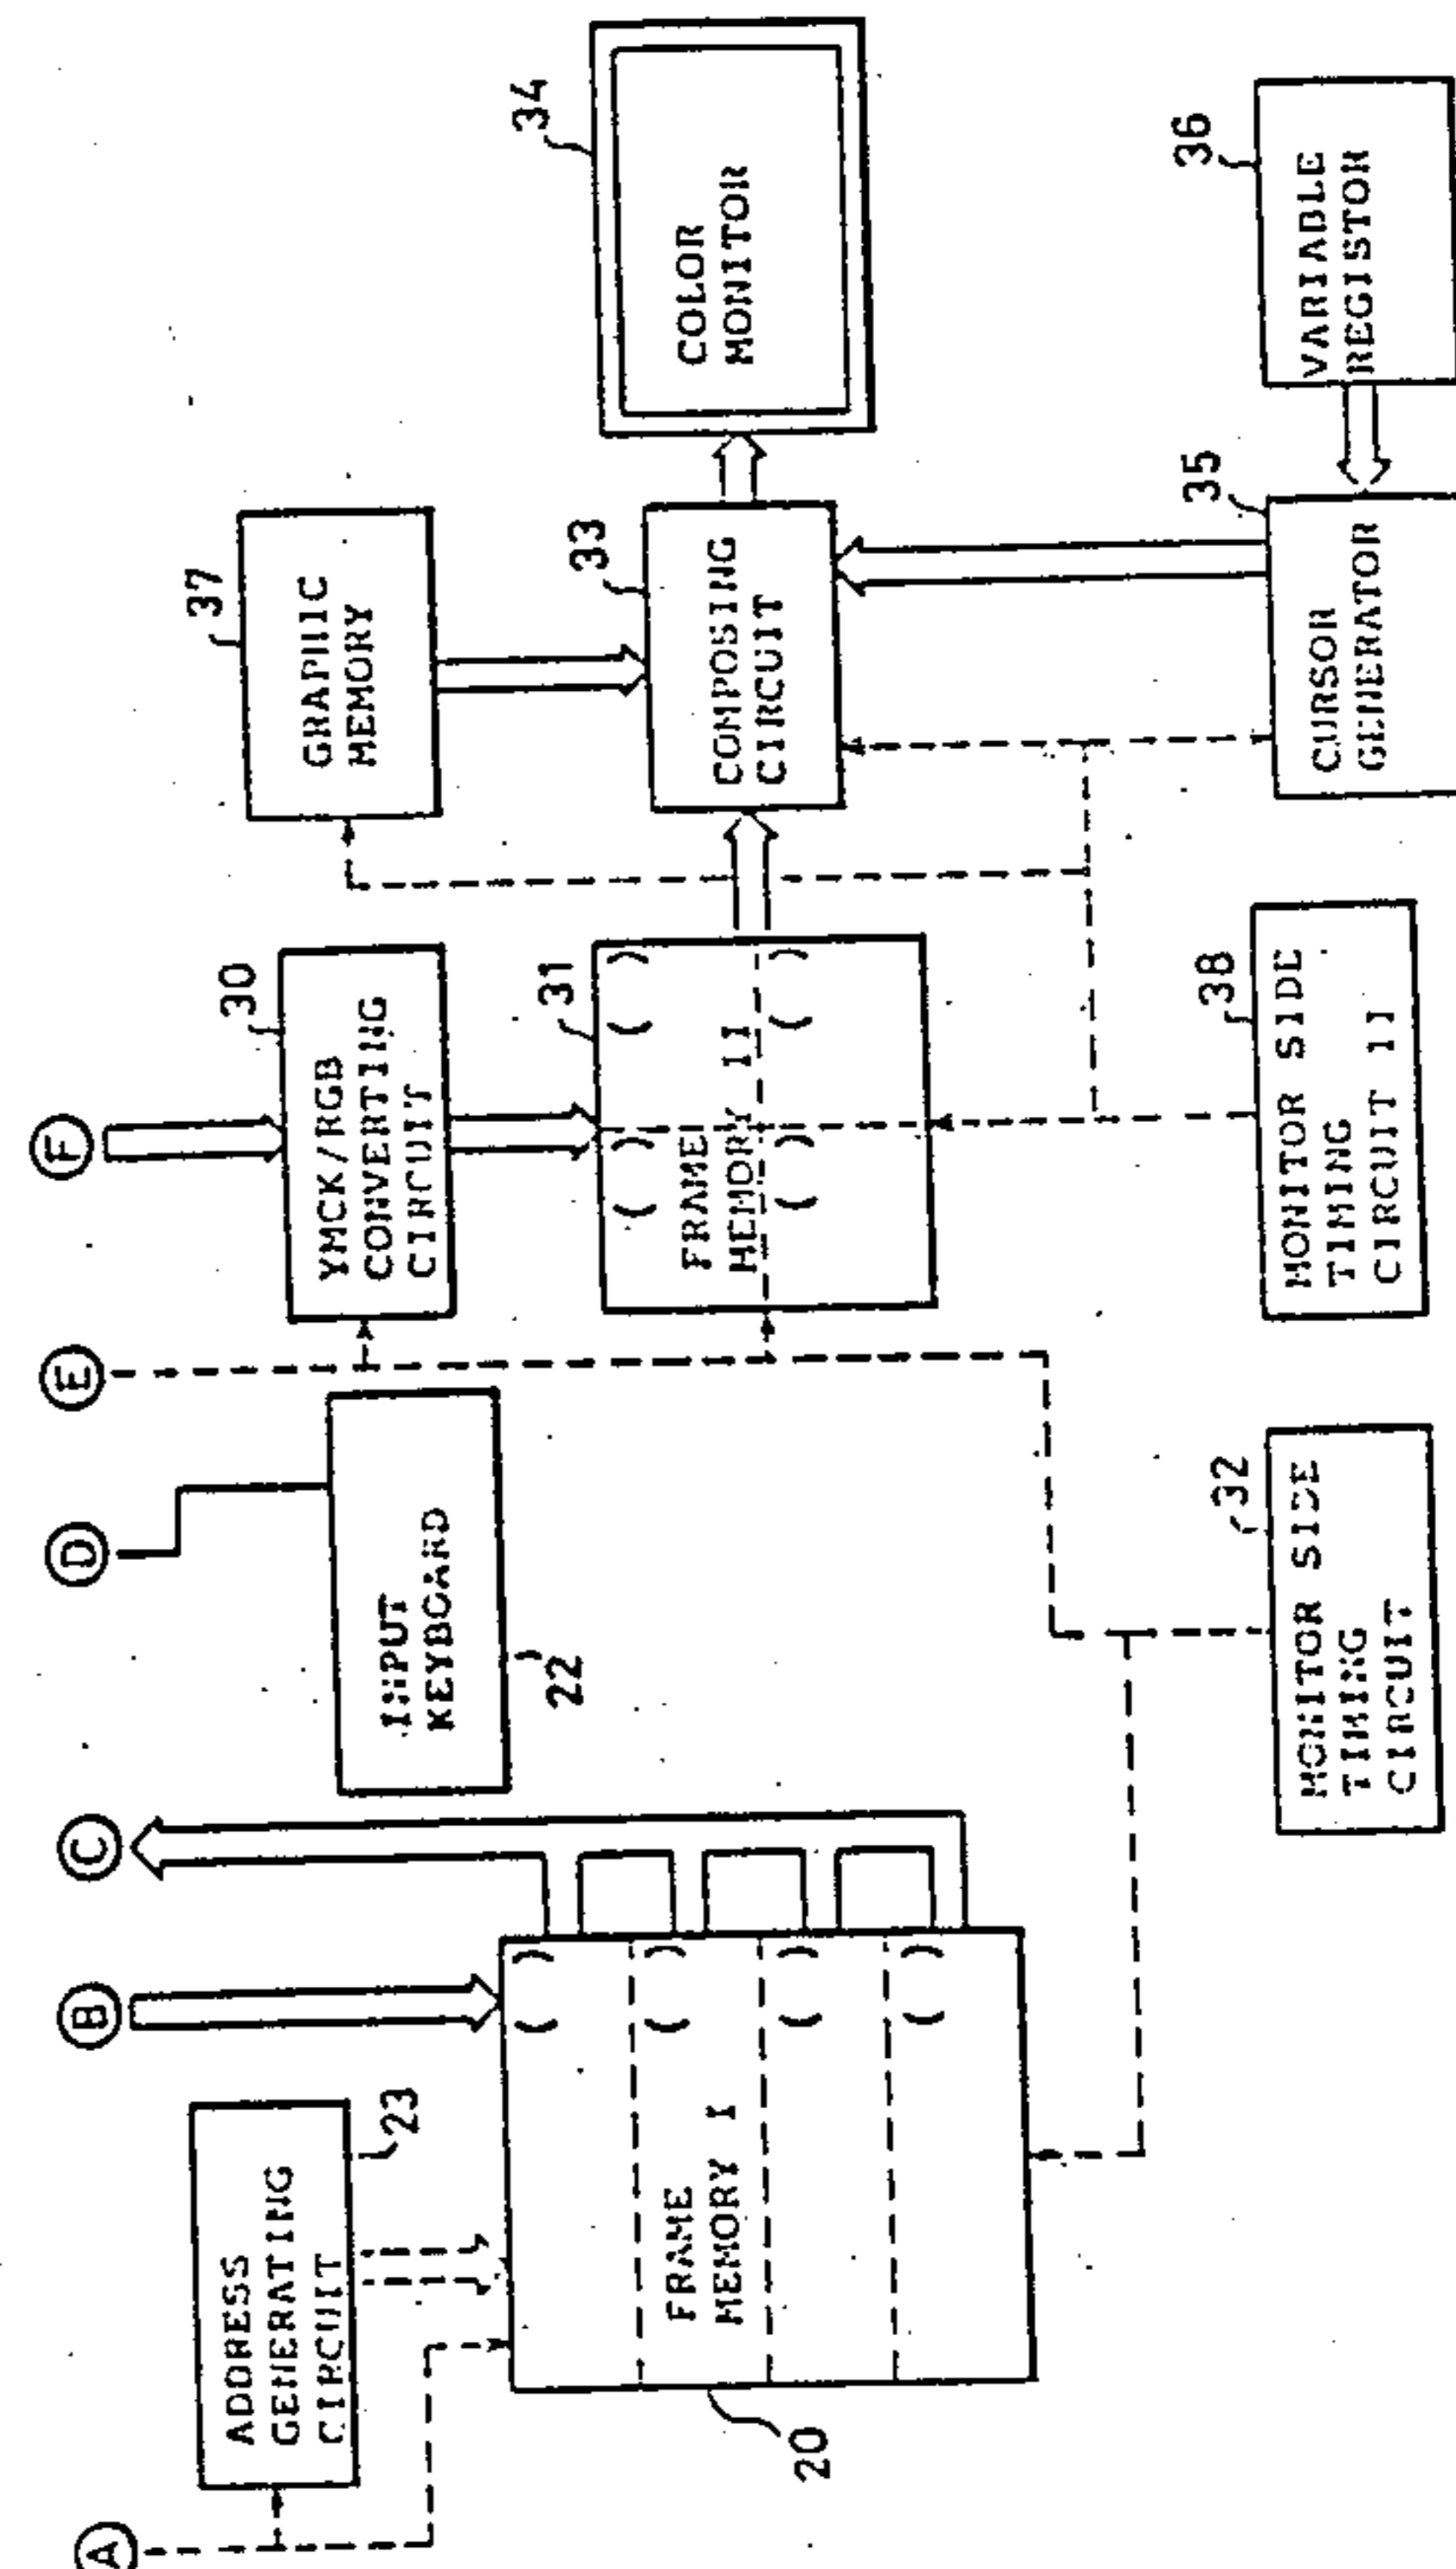 A
B
C
D
E
F
ADDRESS
GENERATING
CIRCUIT
23
FRAME
MEMORY I
20
( )
( )
( )
( )
INPUT
KEYBOARD
22
YMCK/RGB
CONVERTING
CIRCUIT
30
FRAME
MEMORY II
31
( ) ( )
( ) ( )
GRAPHIC
MEMORY
37
COMPOSING
CIRCUIT
33
COLOR
MONITOR
34
MONITOR SIDE
TIMING
CIRCUIT
32
MONITOR SIDE
TIMING
CIRCUIT II
38
CURSOR
GENERATOR
35
VARIABLE
REGISTOR
36